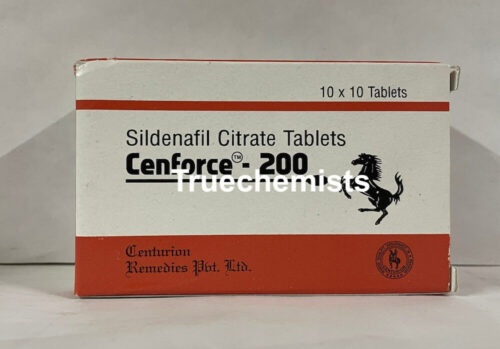 10 x 10 Tablets
Sildenafil Citrate Tablets
Cenforce™- 200
Truechemists
Centurion
Remedies Pvt. Ltd.